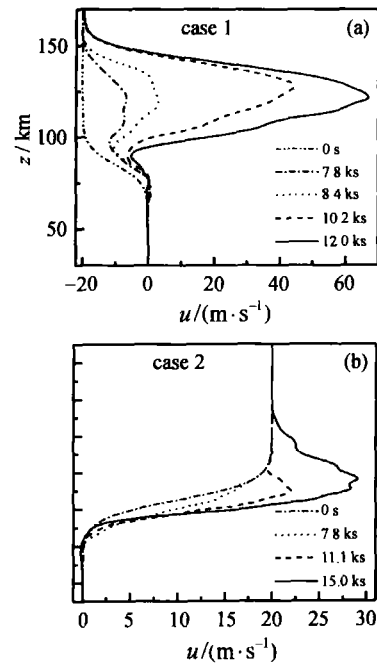 case 1
(a)
150
100
50
z / km
0 s
7.8 ks
8.4 ks
10.2 ks
12.0 ks
-20 0 20 40 60
u/(m·s⁻¹)
case 2
(b)
0 s
7.8 ks
11.1 ks
15.0 ks
0 5 10 15 20 25 30
u/(m·s⁻¹)